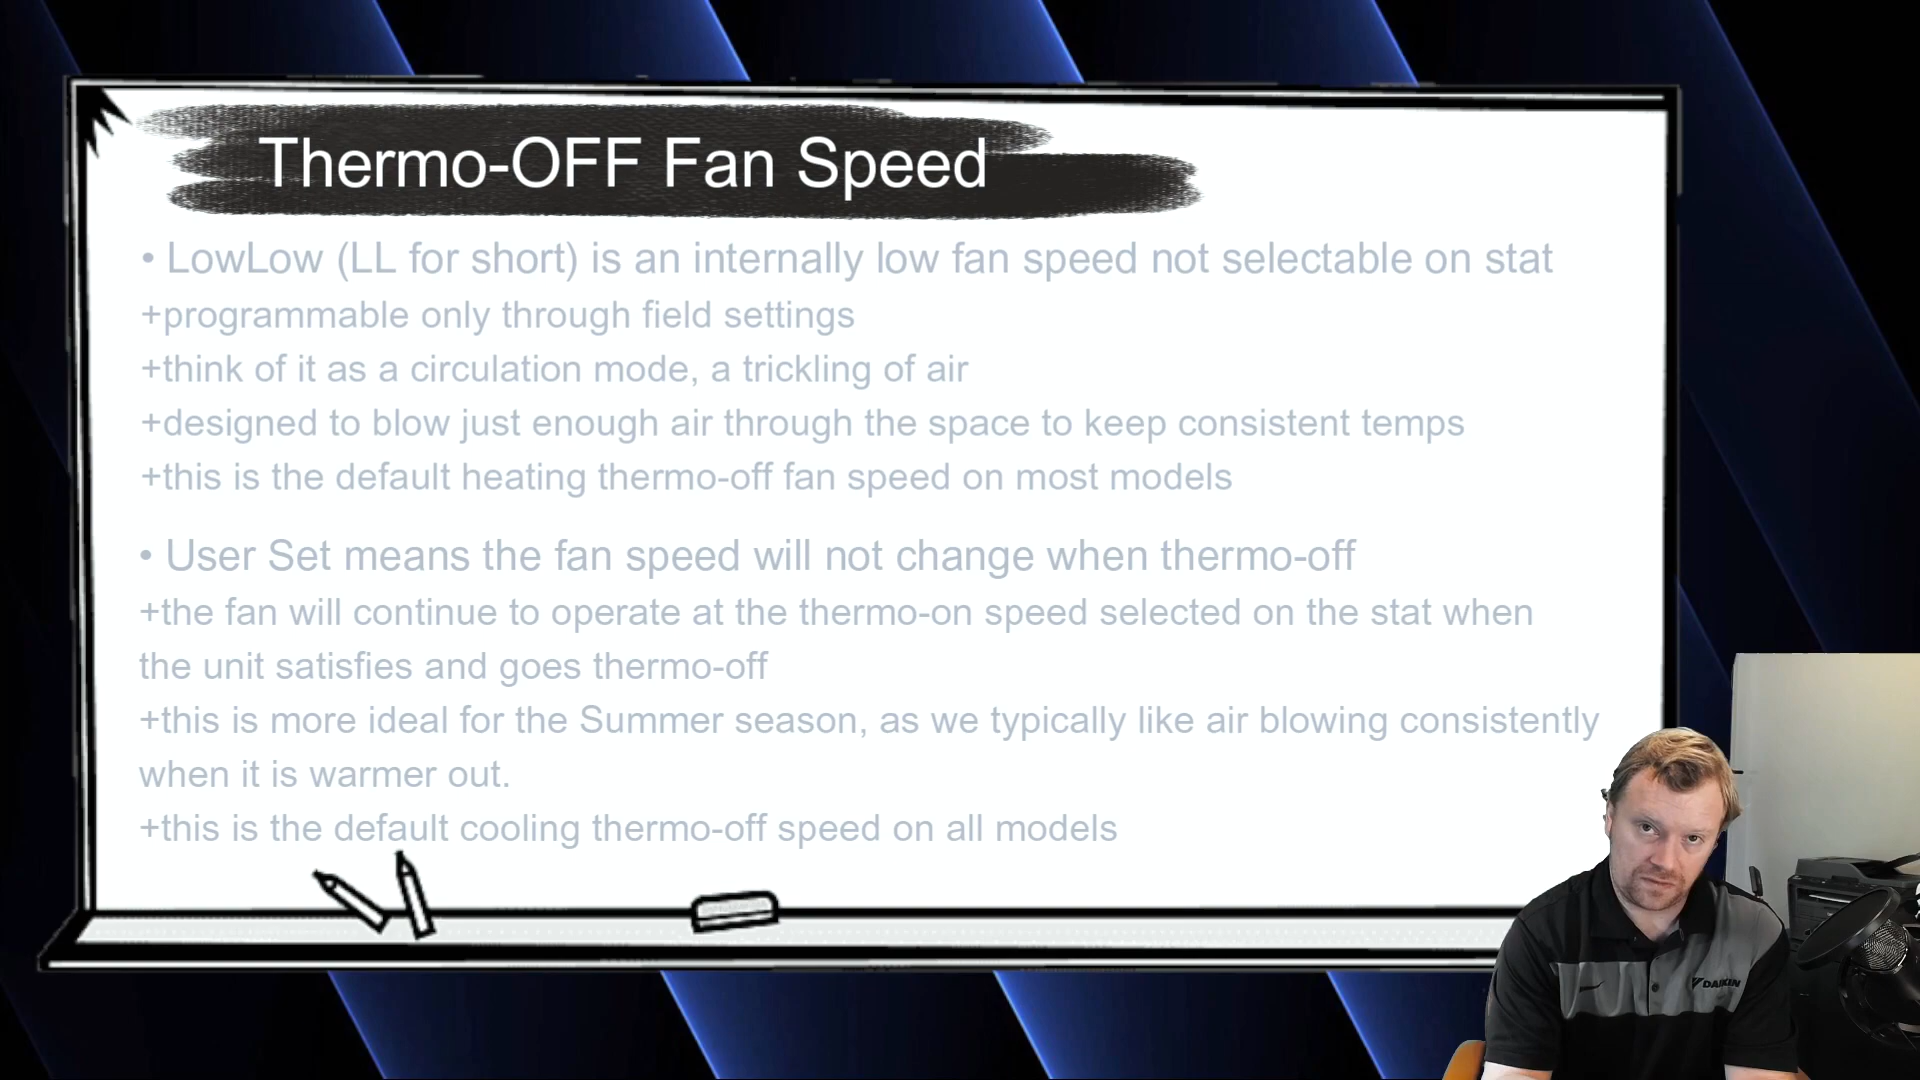 Thermo-OFF Fan Speed
• LowLow (LL for short) is an internally low fan speed not selectable on stat
+programmable only through field settings
+think of it as a circulation mode, a trickling of air
+designed to blow just enough air through the space to keep consistent temps
+this is the default heating thermo-off fan speed on most models
• User Set means the fan speed will not change when thermo-off
+the fan will continue to operate at the thermo-on speed selected on the stat when
the unit satisfies and goes thermo-off
+this is more ideal for the Summer season, as we typically like air blowing consistently
when it is warmer out.
+this is the default cooling thermo-off speed on all models
DAIKIN